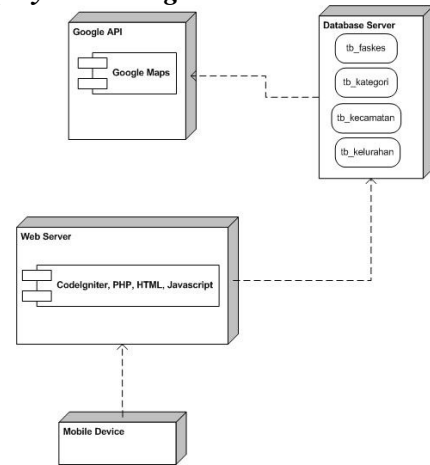 Google API
Google Maps
Database Server
tb_faskes
tb_kategori
tb_kecamatan
tb_kelurahan
Web Server
CodeIgniter, PHP, HTML, Javascript
Mobile Device